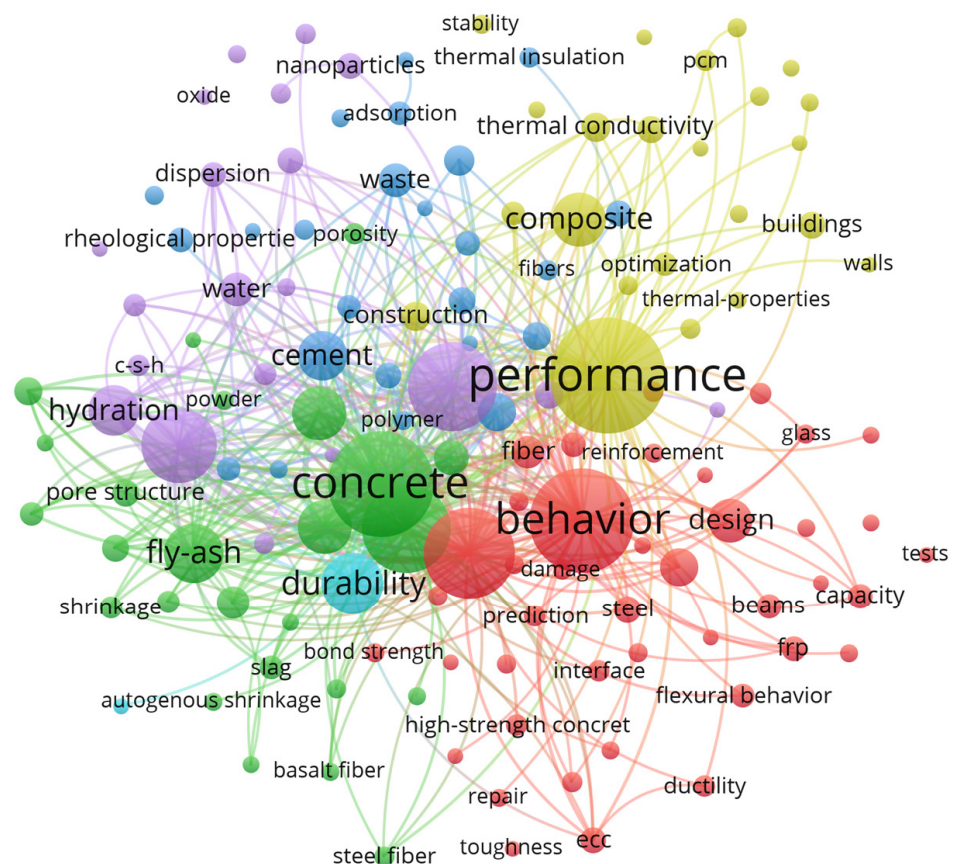 stability
thermal insulation
nanoparticles
pcm
oxide
adsorption
thermal conductivity
dispersion
waste
composite
buildings
rheological propertie
porosity
fibers
optimization
walls
water
thermal-properties
construction
cement
c-s-h
performance
powder
hydration
polymer
glass
fiber
reinforcement
concrete
pore structure
behavior
design
fly-ash
tests
damage
durability
capacity
shrinkage
prediction
steel
beams
bond strength
frp
slag
interface
autogenous shrinkage
flexural behavior
high-strength concret
basalt fiber
ductility
repair
ecc
toughness
steel fiber